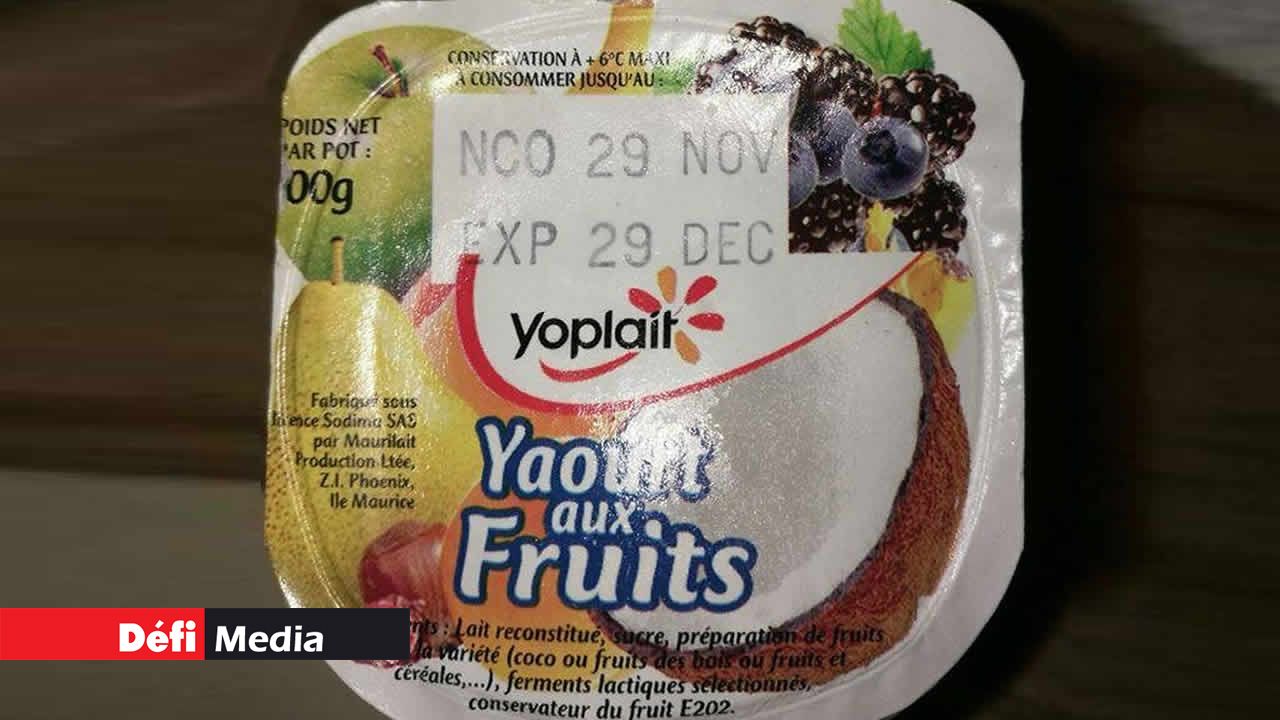 CONSERVATION À + 6°C MAXI
À CONSOMMER JUSQU'AU :
POIDS NET
PAR POT :
00g
NCO 29 NOV
EXP 29 DEC
yoplait
Fabriqué sous
licence Sodima SAS
par Maurilait
Production Ltée,
Z.I. Phoenix,
Ile Maurice
Yaourt
aux
Fruits
Lait reconstitué, sucre, préparation de fruits
la variété (coco ou fruits des bois ou fruits et
céréales,...), ferments lactiques sélectionnés,
conservateur du fruit E202.
Défi Media